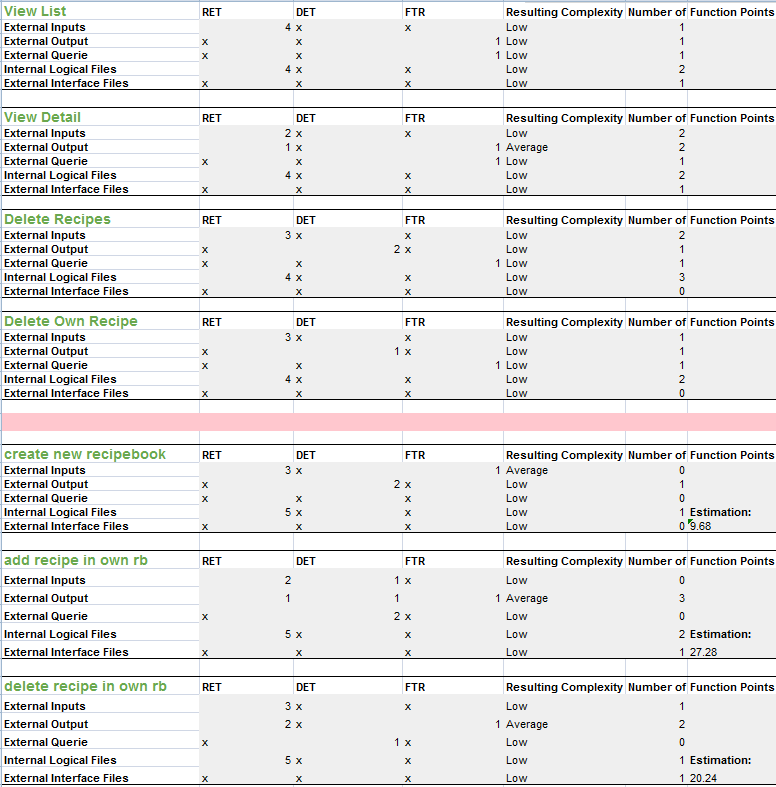 View List RET DET FTR Resulting Complexity Number of Function Points
External Inputs 4 x x Low 1
External Output x x 1 Low 1
External Querie x x 1 Low 1
Internal Logical Files 4 x x Low 2
External Interface Files x x x Low 1
View Detail RET DET FTR Resulting Complexity Number of Function Points
External Inputs 2 x x Low 2
External Output 1 x 1 Average 2
External Querie x x 1 Low 1
Internal Logical Files 4 x x Low 2
External Interface Files x x x Low 1
Delete Recipes RET DET FTR Resulting Complexity Number of Function Points
External Inputs 3 x x Low 2
External Output x 2 x Low 1
External Querie x x 1 Low 1
Internal Logical Files 4 x x Low 3
External Interface Files x x x Low 0
Delete Own Recipe RET DET FTR Resulting Complexity Number of Function Points
External Inputs 3 x x Low 1
External Output x 1 x Low 1
External Querie x x 1 Low 1
Internal Logical Files 4 x x Low 2
External Interface Files x x x Low 0
create new recipebook RET DET FTR Resulting Complexity Number of Function Points
External Inputs 3 x 1 Average 0
External Output x 2 x Low 1
External Querie x x x Low 0
Internal Logical Files 5 x x Low 1 Estimation:
External Interface Files x x x Low 0 9.68
add recipe in own rb RET DET FTR Resulting Complexity Number of Function Points
External Inputs 2 1 x Low 0
External Output 1 1 1 Average 3
External Querie x 2 x Low 0
Internal Logical Files 5 x x Low 2 Estimation:
External Interface Files x x x Low 1 27.28
delete recipe in own rb RET DET FTR Resulting Complexity Number of Function Points
External Inputs 3 x x Low 1
External Output 2 x 1 Average 2
External Querie x 1 x Low 0
Internal Logical Files 5 x x Low 1 Estimation:
External Interface Files x x x Low 1 20.24